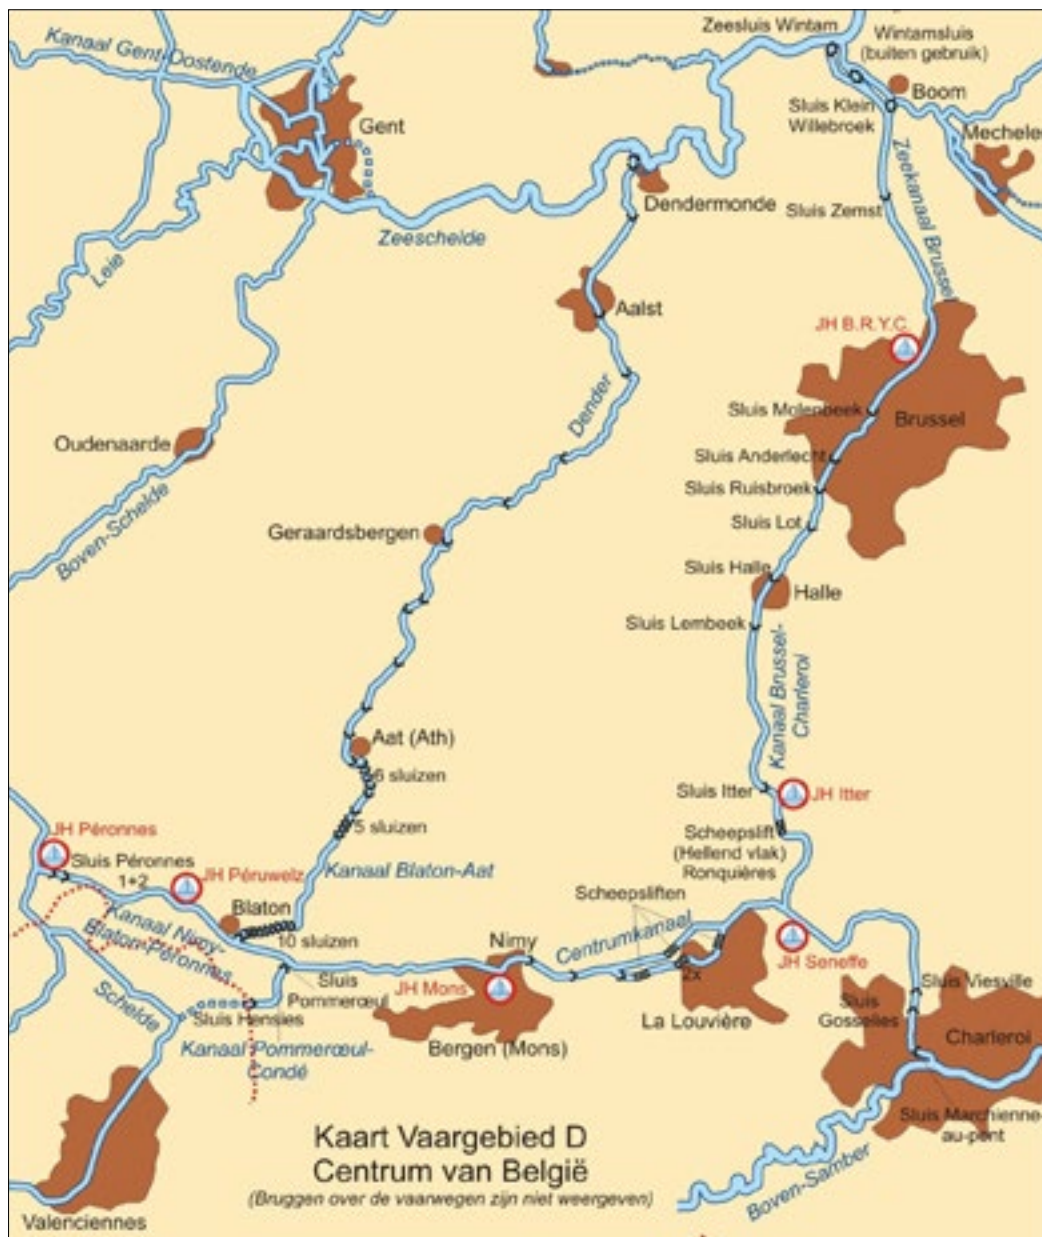 Zeesluis Wintam
Wintamsluis
(buiten gebruik)
Kanaal Gent-Oostende
Boom
Sluis Klein
Willebroek
Gent
Mechele
Zeekanaal Brussel
Dendermonde
Sluis Zemst
Zeeschelde
Leie
Aalst
JH B.R.Y.C.
Dender
Sluis Molenbeek
Brussel
Oudenaarde
Sluis Anderlecht
Sluis Ruisbroek
Boven-Schelde
Sluis Lot
Geraardsbergen
Sluis Halle
Halle
Sluis Lembeek
Kanaal Brussel-
Charleroi
Aat (Ath)
6 sluizen
Sluis Itter
JH Itter
5 sluizen
JH Péronnes
Scheepslift
(Hellend vlak)
Ronquières
Sluis Péronnes
1+2
JH Péruwelz
Kanaal Blaton-Aat
Scheepsliften
Blaton
Kanaal Nimy-
Blaton-Péronnes
10 sluizen
Nimy
Centrumkanaal
2x
JH Seneffe
Sluis
Pommerœul
JH Mons
Schelde
Sluis Hensies
Sluis Viesville
Sluis
Gosselies
La Louvière
Kanaal Pommerœul-
Condé
Bergen (Mons)
Charleroi
Sluis Marchienne-
au-pont
Kaart Vaargebied D
Centrum van België
(Bruggen over de vaarwegen zijn niet weergeven)
Boven-Samber
Valenciennes